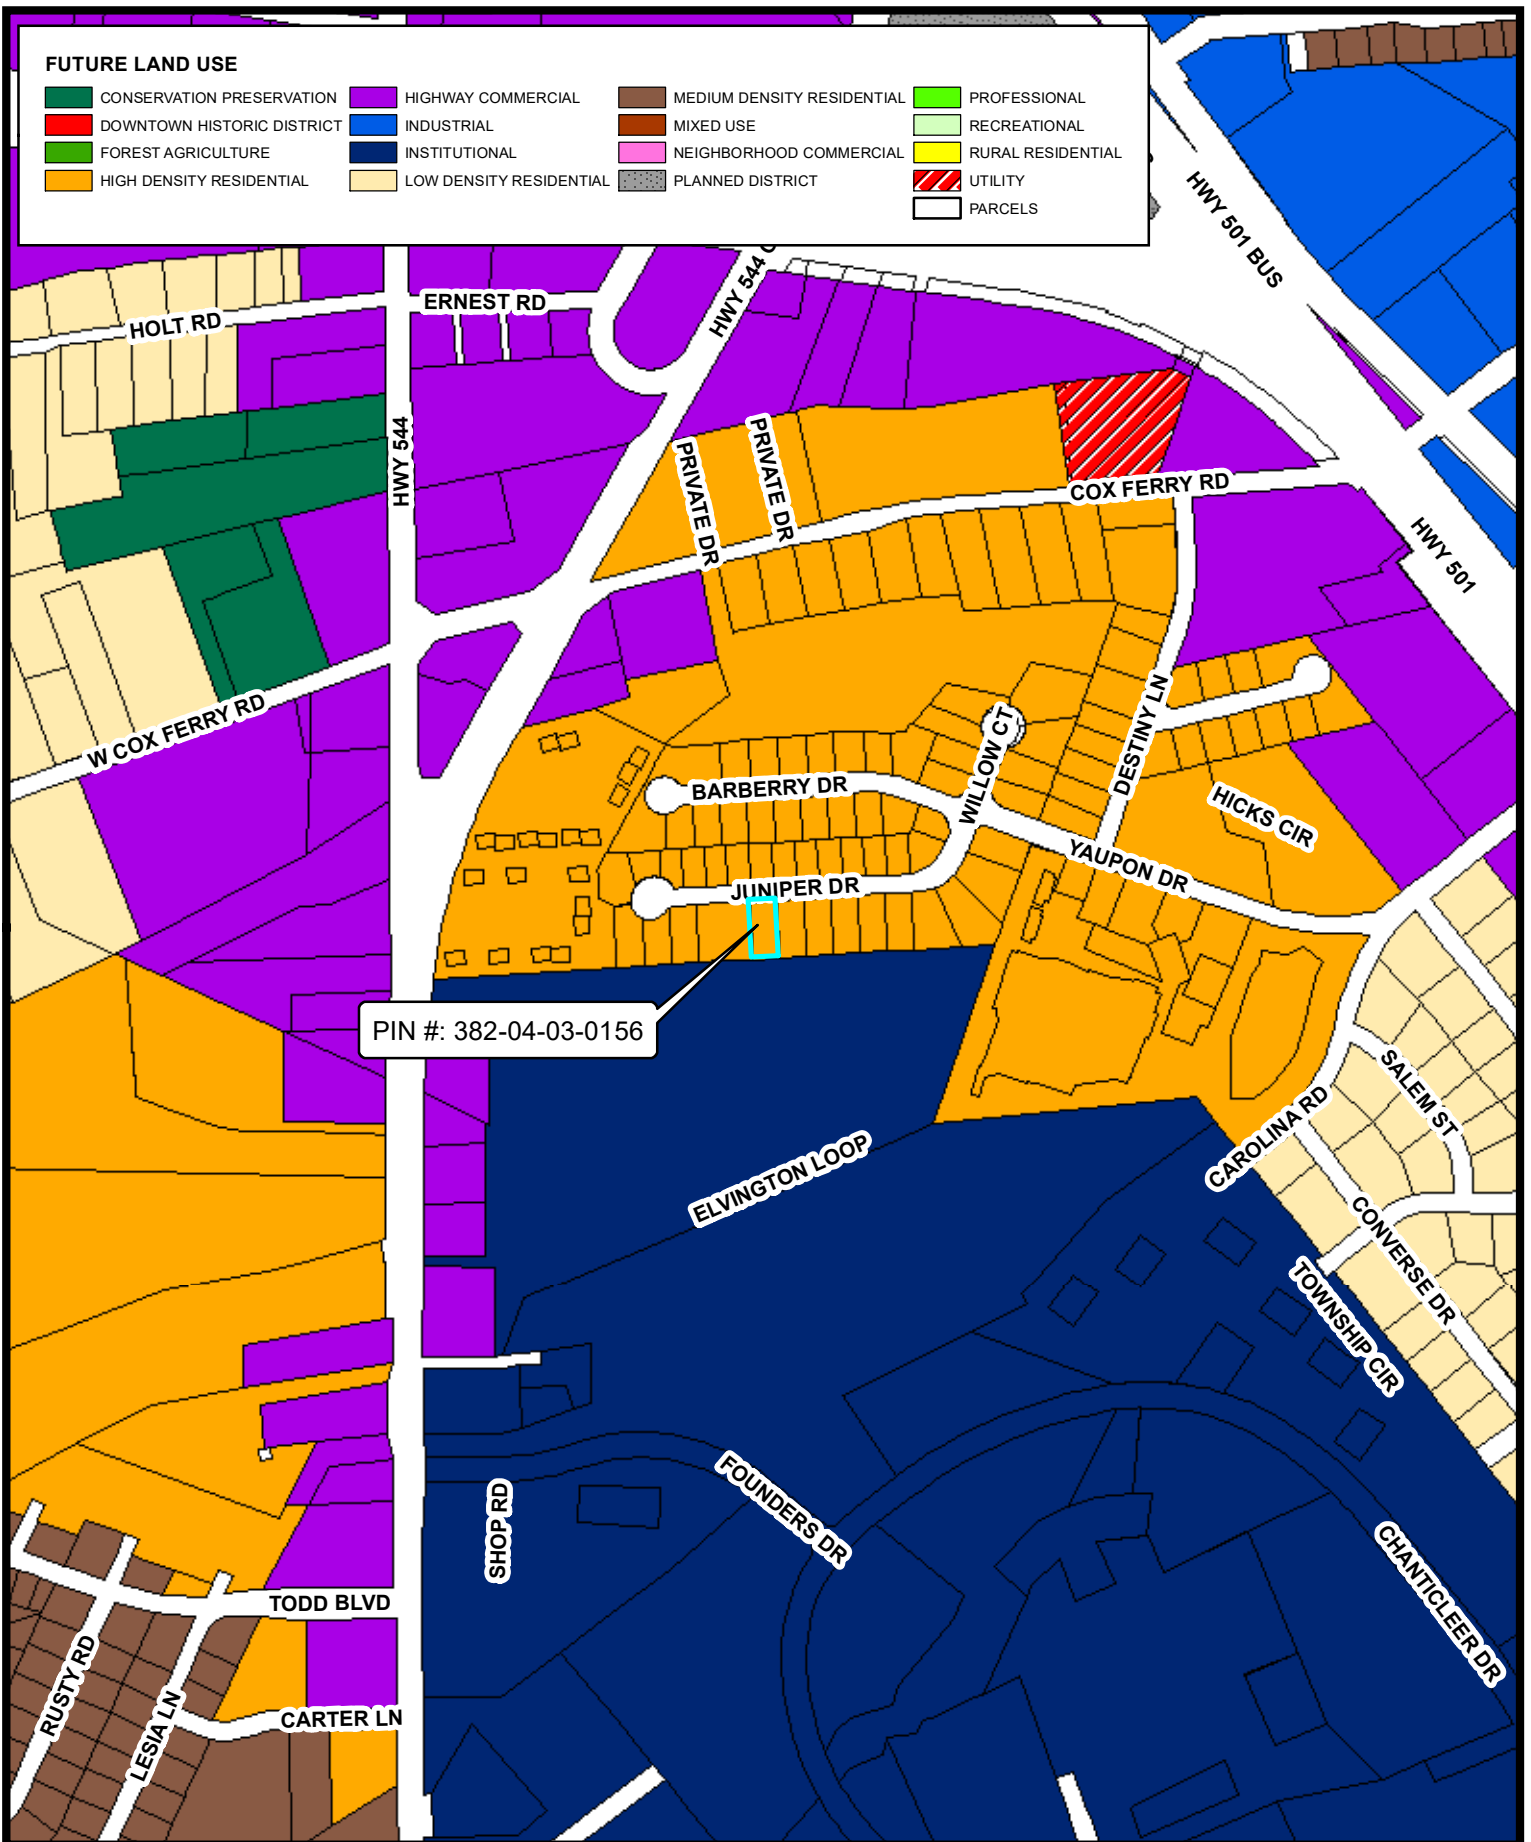 FUTURE LAND USE
CONSERVATION PRESERVATION
DOWNTOWN HISTORIC DISTRICT
FOREST AGRICULTURE
HIGH DENSITY RESIDENTIAL
HIGHWAY COMMERCIAL
INDUSTRIAL
INSTITUTIONAL
LOW DENSITY RESIDENTIAL
MEDIUM DENSITY RESIDENTIAL
MIXED USE
NEIGHBORHOOD COMMERCIAL
PLANNED DISTRICT
PROFESSIONAL
RECREATIONAL
RURAL RESIDENTIAL
UTILITY
PARCELS
HWY 501 BUS
HWY 544
ERNEST RD
HOLT RD
HWY 544
PRIVATE DR
PRIVATE DR
COX FERRY RD
HWY 501
W COX FERRY RD
DESTINY LN
WILLOW CT
BARBERRY DR
HICKS CIR
YAUPON DR
JUNIPER DR
PIN #: 382-04-03-0156
SALEM ST
CAROLINA RD
ELVINGTON LOOP
CONVERSE DR
TOWNSHIP CIR
FOUNDERS DR
SHOP RD
CHANTICLEER DR
TODD BLVD
RUSTY RD
LESIA LN
CARTER LN